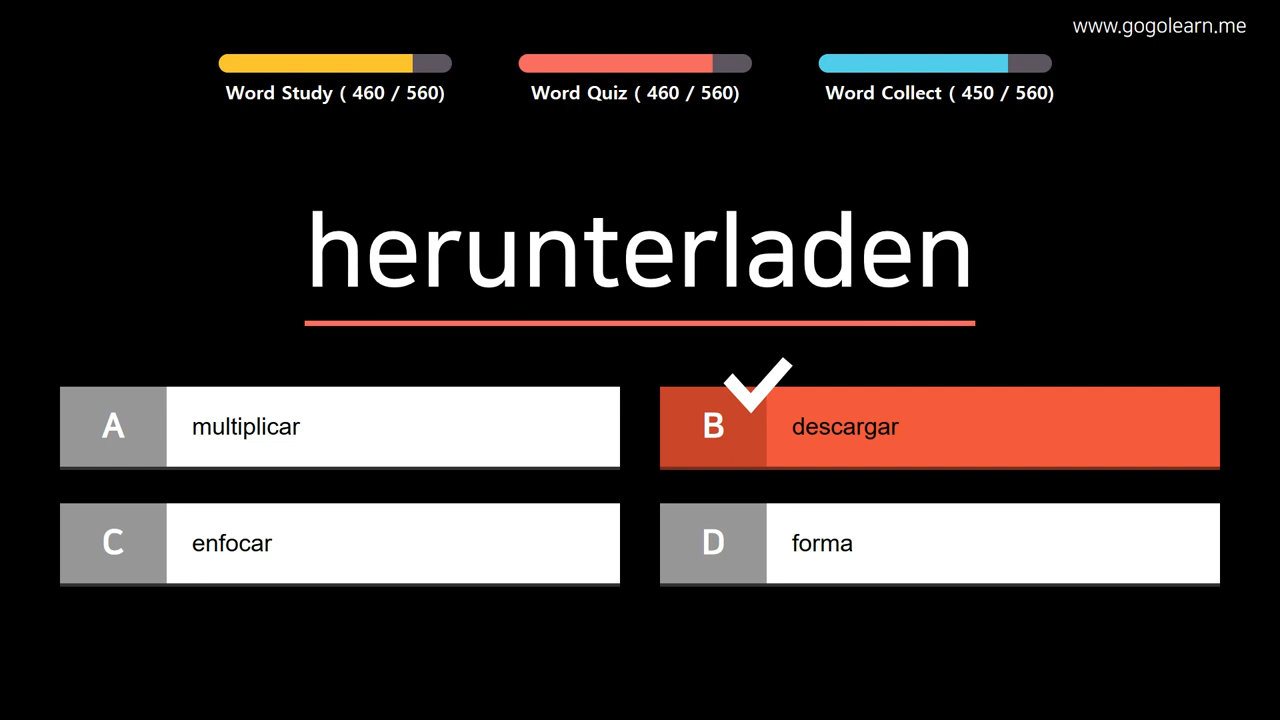 www.gogolearn.me
Word Study ( 460 / 560)
Word Quiz ( 460 / 560)
Word Collect ( 450 / 560)
herunterladen
A multiplicar
B descargar
C enfocar
D forma